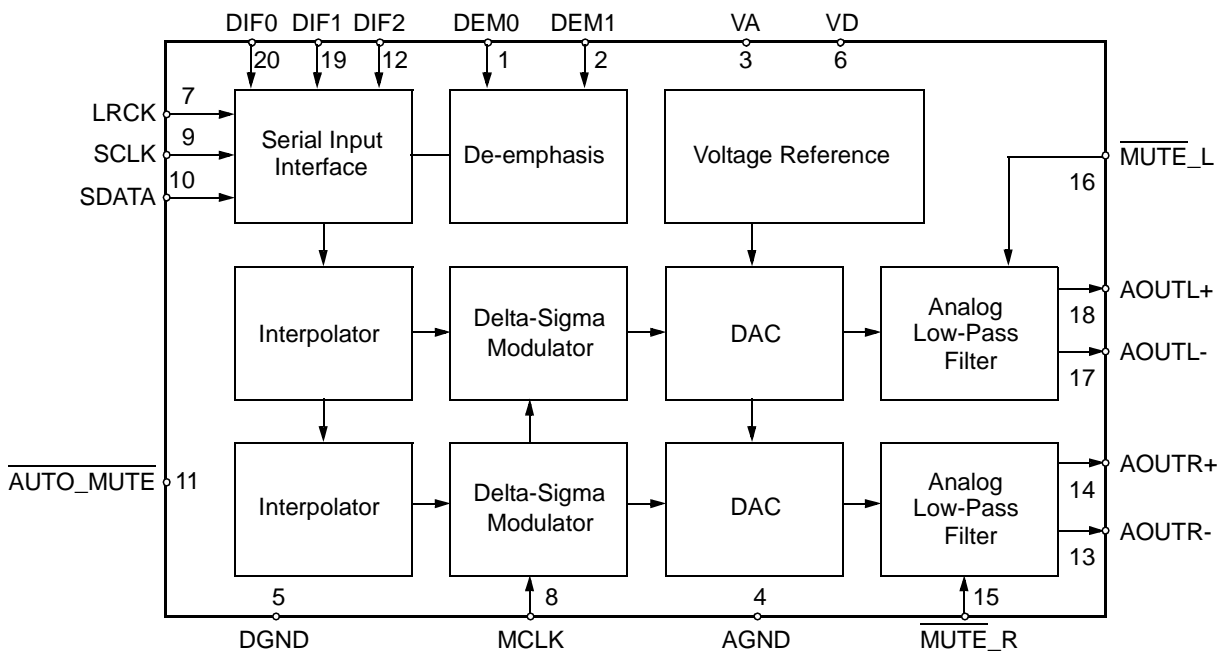 DIF0 DIF1 DIF2 DEM0 DEM1 VA VD
20 19 12 1 2 3 6
LRCK 7
SCLK 9
SDATA 10
Serial Input
Interface
De-emphasis
Voltage Reference
MUTE_L
16
Interpolator
Delta-Sigma
Modulator
DAC
Analog
Low-Pass
Filter
AOUTL+
18
AOUTL-
17
AUTO_MUTE 11
Interpolator
Delta-Sigma
Modulator
DAC
Analog
Low-Pass
Filter
AOUTR+
14
AOUTR-
13
5 8 4 15
DGND MCLK AGND MUTE_R